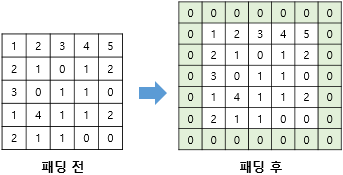 1 2 3 4 5
2 1 0 1 2
3 0 1 1 0
1 4 1 1 2
2 1 1 0 0
패딩 전
0 0 0 0 0 0 0
0 1 2 3 4 5 0
0 2 1 0 1 2 0
0 3 0 1 1 0 0
0 1 4 1 1 2 0
0 2 1 1 0 0 0
0 0 0 0 0 0 0
패딩 후